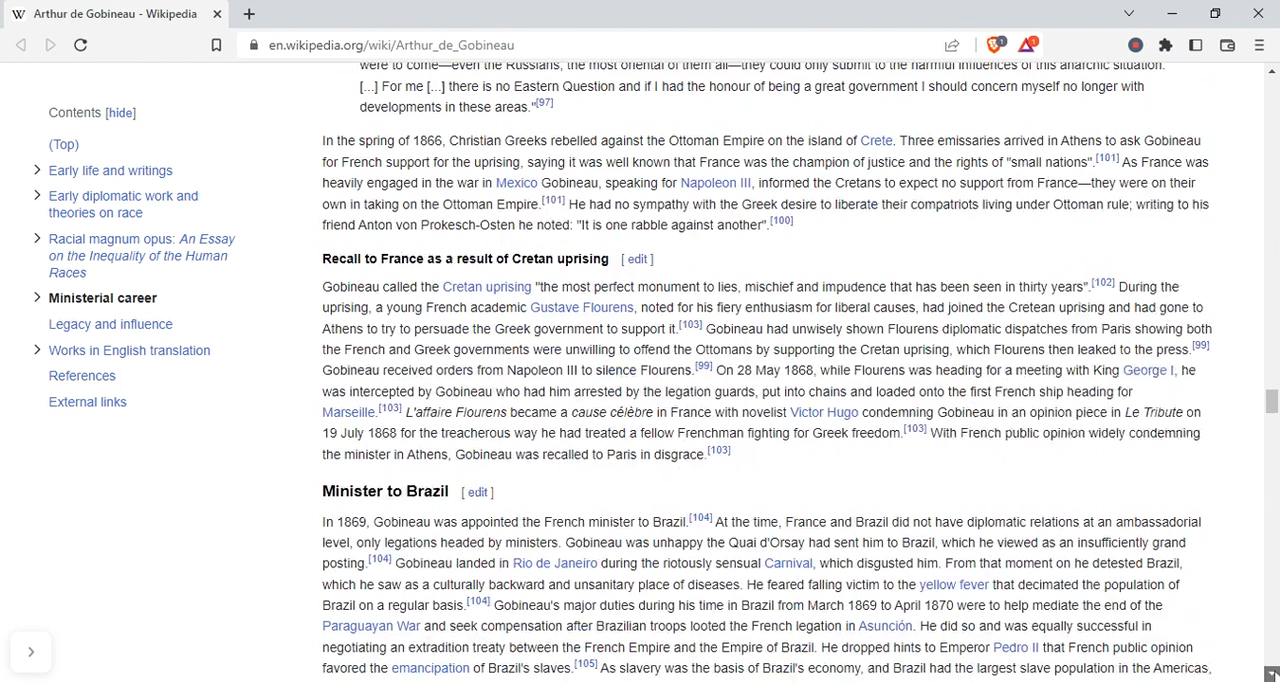 Arthur de Gobineau - Wikipedia
en.wikipedia.org/wiki/Arthur_de_Gobineau
1
1
Contents [hide]
(Top)
Early life and writings
Early diplomatic work and
theories on race
Racial magnum opus: An Essay
on the Inequality of the Human
Races
Ministerial career
Legacy and influence
Works in English translation
References
External links
were to come—even the Russians, the most oriental of them all—they could only submit to the harmful influences of this anarchic situation.
[...] For me [...] there is no Eastern Question and if I had the honour of being a great government I should concern myself no longer with
developments in these areas."[97]
In the spring of 1866, Christian Greeks rebelled against the Ottoman Empire on the island of Crete. Three emissaries arrived in Athens to ask Gobineau
for French support for the uprising, saying it was well known that France was the champion of justice and the rights of "small nations".[101] As France was
heavily engaged in the war in Mexico Gobineau, speaking for Napoleon III, informed the Cretans to expect no support from France—they were on their
own in taking on the Ottoman Empire.[101] He had no sympathy with the Greek desire to liberate their compatriots living under Ottoman rule; writing to his
friend Anton von Prokesch-Osten he noted: "It is one rabble against another".[100]
Recall to France as a result of Cretan uprising [ edit ]
Gobineau called the Cretan uprising "the most perfect monument to lies, mischief and impudence that has been seen in thirty years".[102] During the
uprising, a young French academic Gustave Flourens, noted for his fiery enthusiasm for liberal causes, had joined the Cretean uprising and had gone to
Athens to try to persuade the Greek government to support it.[103] Gobineau had unwisely shown Flourens diplomatic dispatches from Paris showing both
the French and Greek governments were unwilling to offend the Ottomans by supporting the Cretan uprising, which Flourens then leaked to the press.[99]
Gobineau received orders from Napoleon III to silence Flourens.[99] On 28 May 1868, while Flourens was heading for a meeting with King George I, he
was intercepted by Gobineau who had him arrested by the legation guards, put into chains and loaded onto the first French ship heading for
Marseille.[103] L'affaire Flourens became a cause célèbre in France with novelist Victor Hugo condemning Gobineau in an opinion piece in Le Tribute on
19 July 1868 for the treacherous way he had treated a fellow Frenchman fighting for Greek freedom.[103] With French public opinion widely condemning
the minister in Athens, Gobineau was recalled to Paris in disgrace.[103]
Minister to Brazil [ edit ]
In 1869, Gobineau was appointed the French minister to Brazil.[104] At the time, France and Brazil did not have diplomatic relations at an ambassadorial
level, only legations headed by ministers. Gobineau was unhappy the Quai d'Orsay had sent him to Brazil, which he viewed as an insufficiently grand
posting.[104] Gobineau landed in Rio de Janeiro during the riotously sensual Carnival, which disgusted him. From that moment on he detested Brazil,
which he saw as a culturally backward and unsanitary place of diseases. He feared falling victim to the yellow fever that decimated the population of
Brazil on a regular basis.[104] Gobineau's major duties during his time in Brazil from March 1869 to April 1870 were to help mediate the end of the
Paraguayan War and seek compensation after Brazilian troops looted the French legation in Asunción. He did so and was equally successful in
negotiating an extradition treaty between the French Empire and the Empire of Brazil. He dropped hints to Emperor Pedro II that French public opinion
favored the emancipation of Brazil's slaves.[105] As slavery was the basis of Brazil's economy, and Brazil had the largest slave population in the Americas,